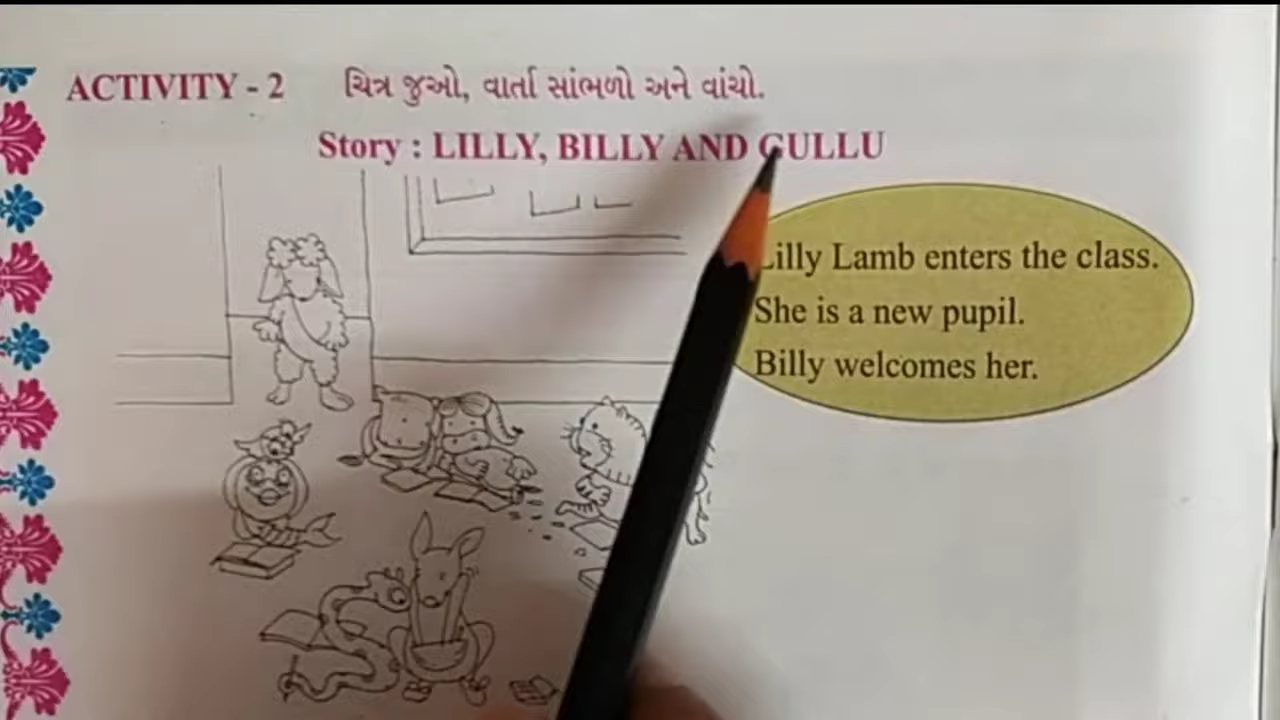 ACTIVITY - 2 ચિત્ર જુઓ, વાર્તા સાંભળો અને વાંચો.
Story : LILLY, BILLY AND GULLU
Lilly Lamb enters the class.
She is a new pupil.
Billy welcomes her.